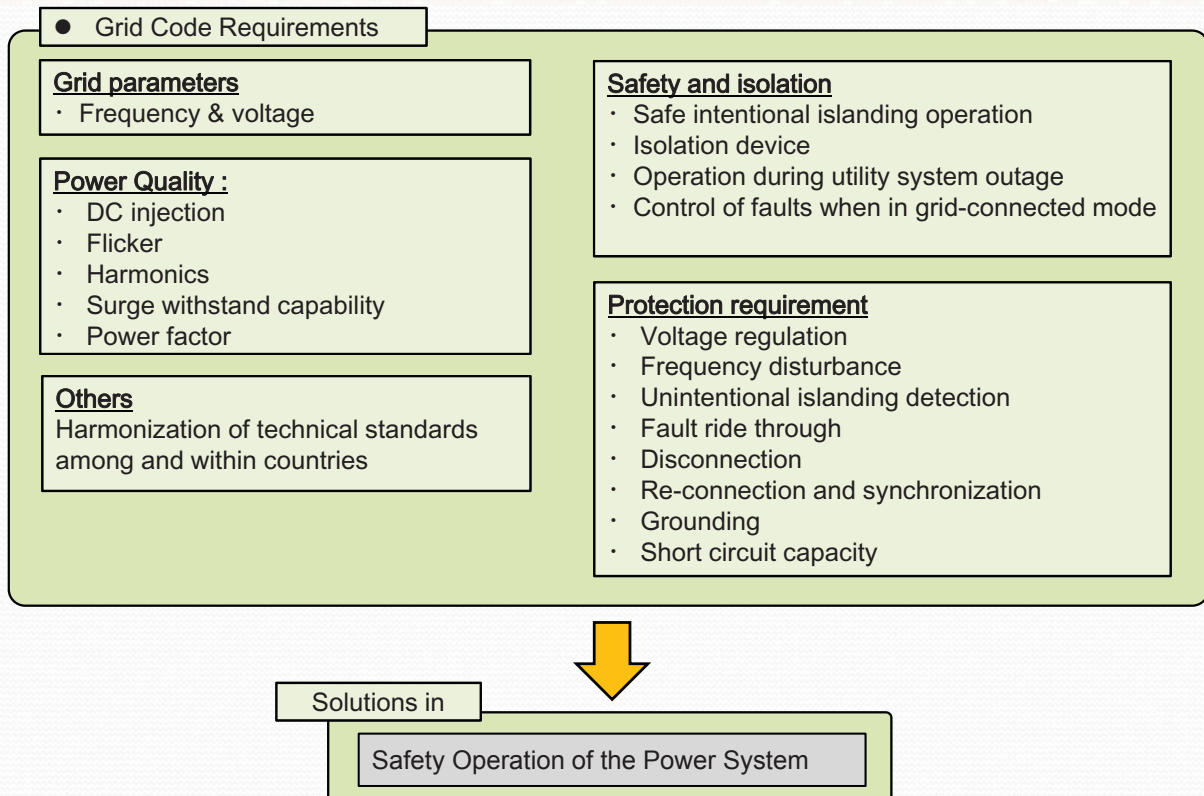 ● Grid Code Requirements
Grid parameters
· Frequency & voltage
Power Quality :
· DC injection
· Flicker
· Harmonics
· Surge withstand capability
· Power factor
Others
Harmonization of technical standards
among and within countries
Safety and isolation
· Safe intentional islanding operation
· Isolation device
· Operation during utility system outage
· Control of faults when in grid-connected mode
Protection requirement
· Voltage regulation
· Frequency disturbance
· Unintentional islanding detection
· Fault ride through
· Disconnection
· Re-connection and synchronization
· Grounding
· Short circuit capacity
Solutions in
Safety Operation of the Power System